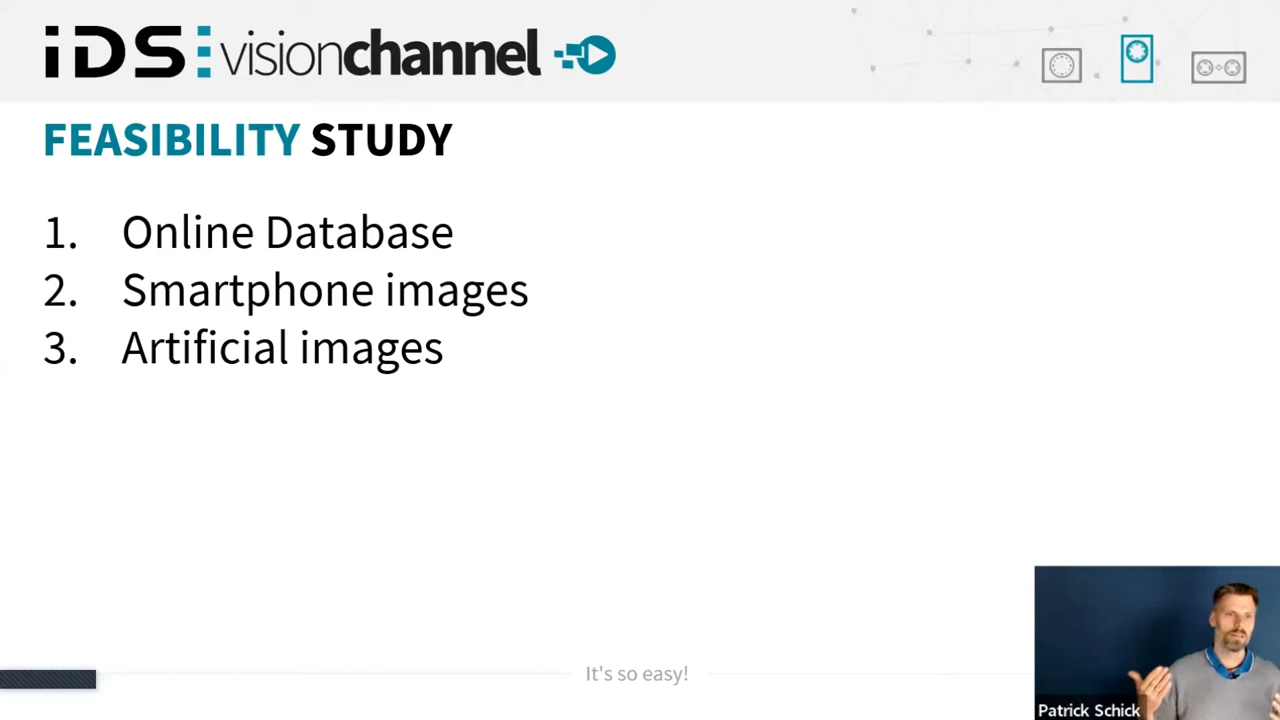 iDS visionchannel
FEASIBILITY STUDY
1. Online Database
2. Smartphone images
3. Artificial images
It's so easy!
Patrick Schick